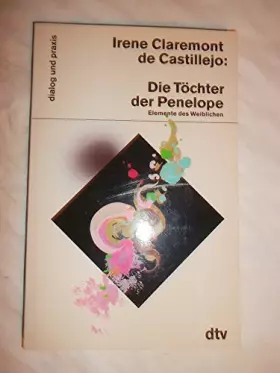 dialog und praxis
Irene Claremont
de Castillejo:
Die Töchter
der Penelope
Elemente des Weiblichen
dtv